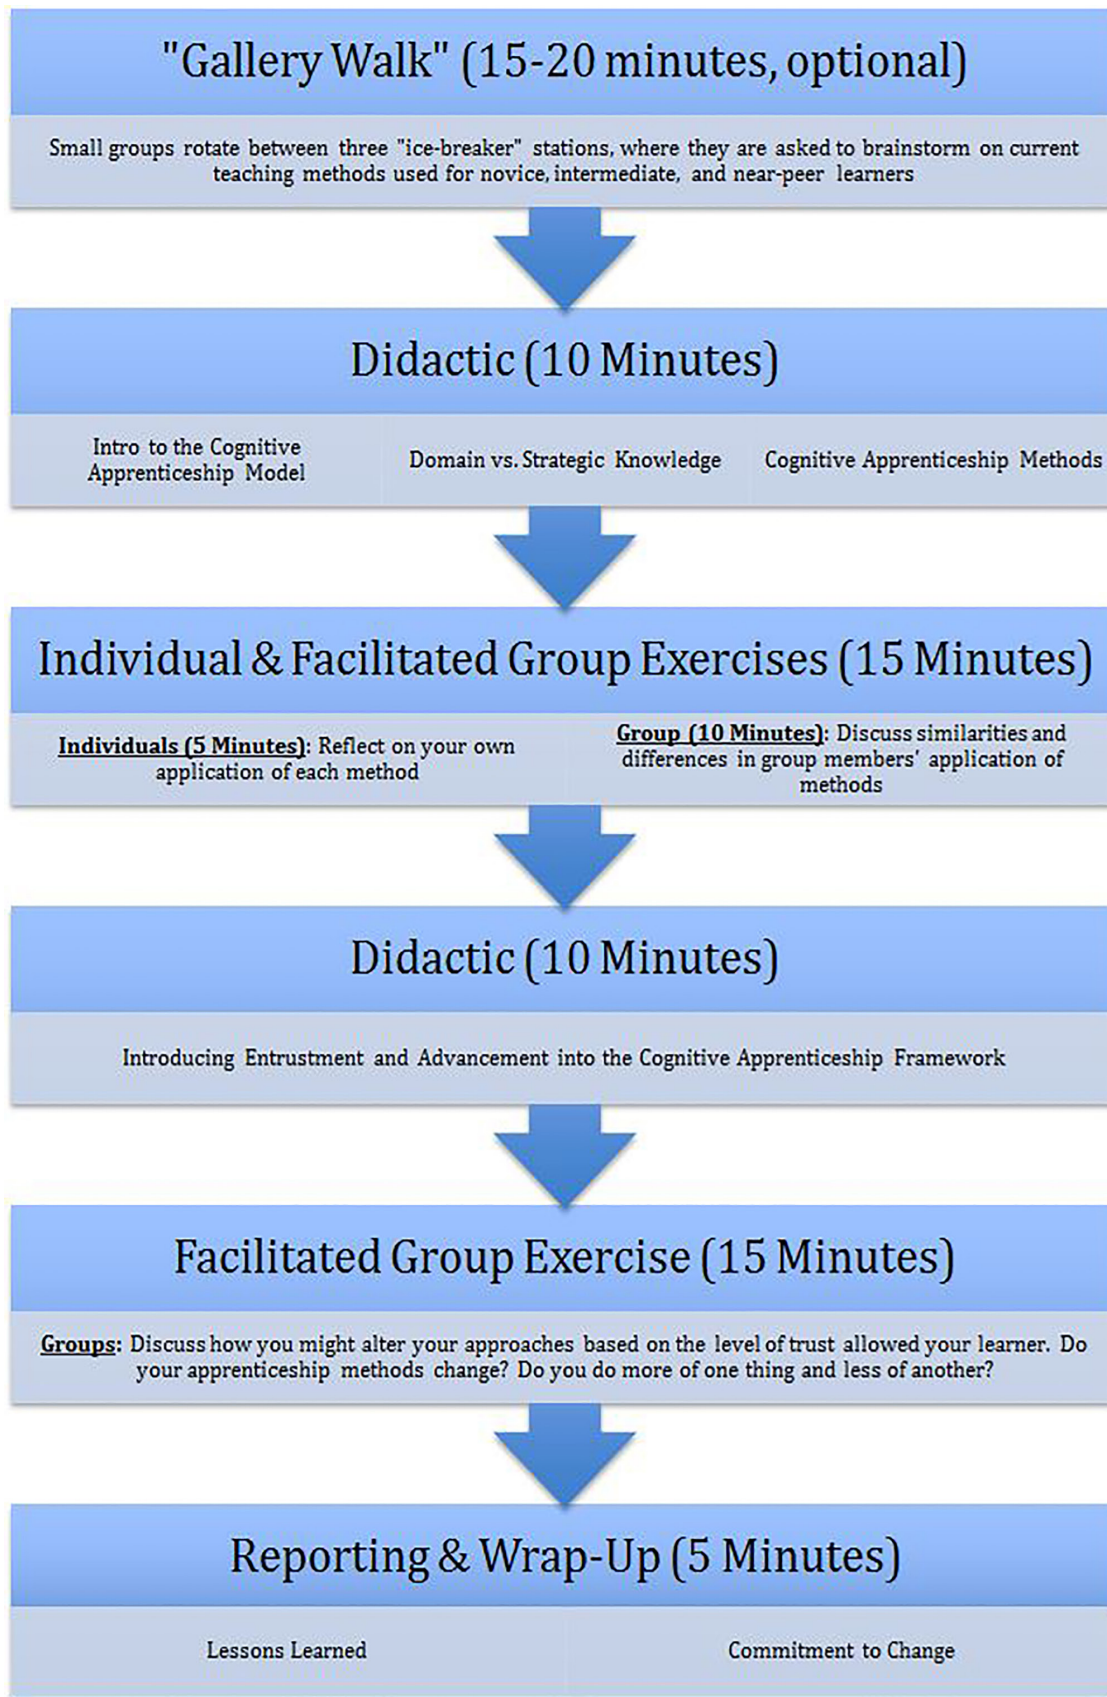 "Gallery Walk" (15-20 minutes, optional)
Small groups rotate between three "ice-breaker" stations, where they are asked to brainstorm on current
teaching methods used for novice, intermediate, and near-peer learners
Didactic (10 Minutes)
Intro to the Cognitive
Apprenticeship Model
Domain vs. Strategic Knowledge
Cognitive Apprenticeship Methods
Individual & Facilitated Group Exercises (15 Minutes)
Individuals (5 Minutes): Reflect on your own
application of each method
Group (10 Minutes): Discuss similarities and
differences in group members' application of
methods
Didactic (10 Minutes)
Introducing Entrustment and Advancement into the Cognitive Apprenticeship Framework
Facilitated Group Exercise (15 Minutes)
Groups: Discuss how you might alter your approaches based on the level of trust allowed your learner. Do
your apprenticeship methods change? Do you do more of one thing and less of another?
Reporting & Wrap-Up (5 Minutes)
Lessons Learned
Commitment to Change